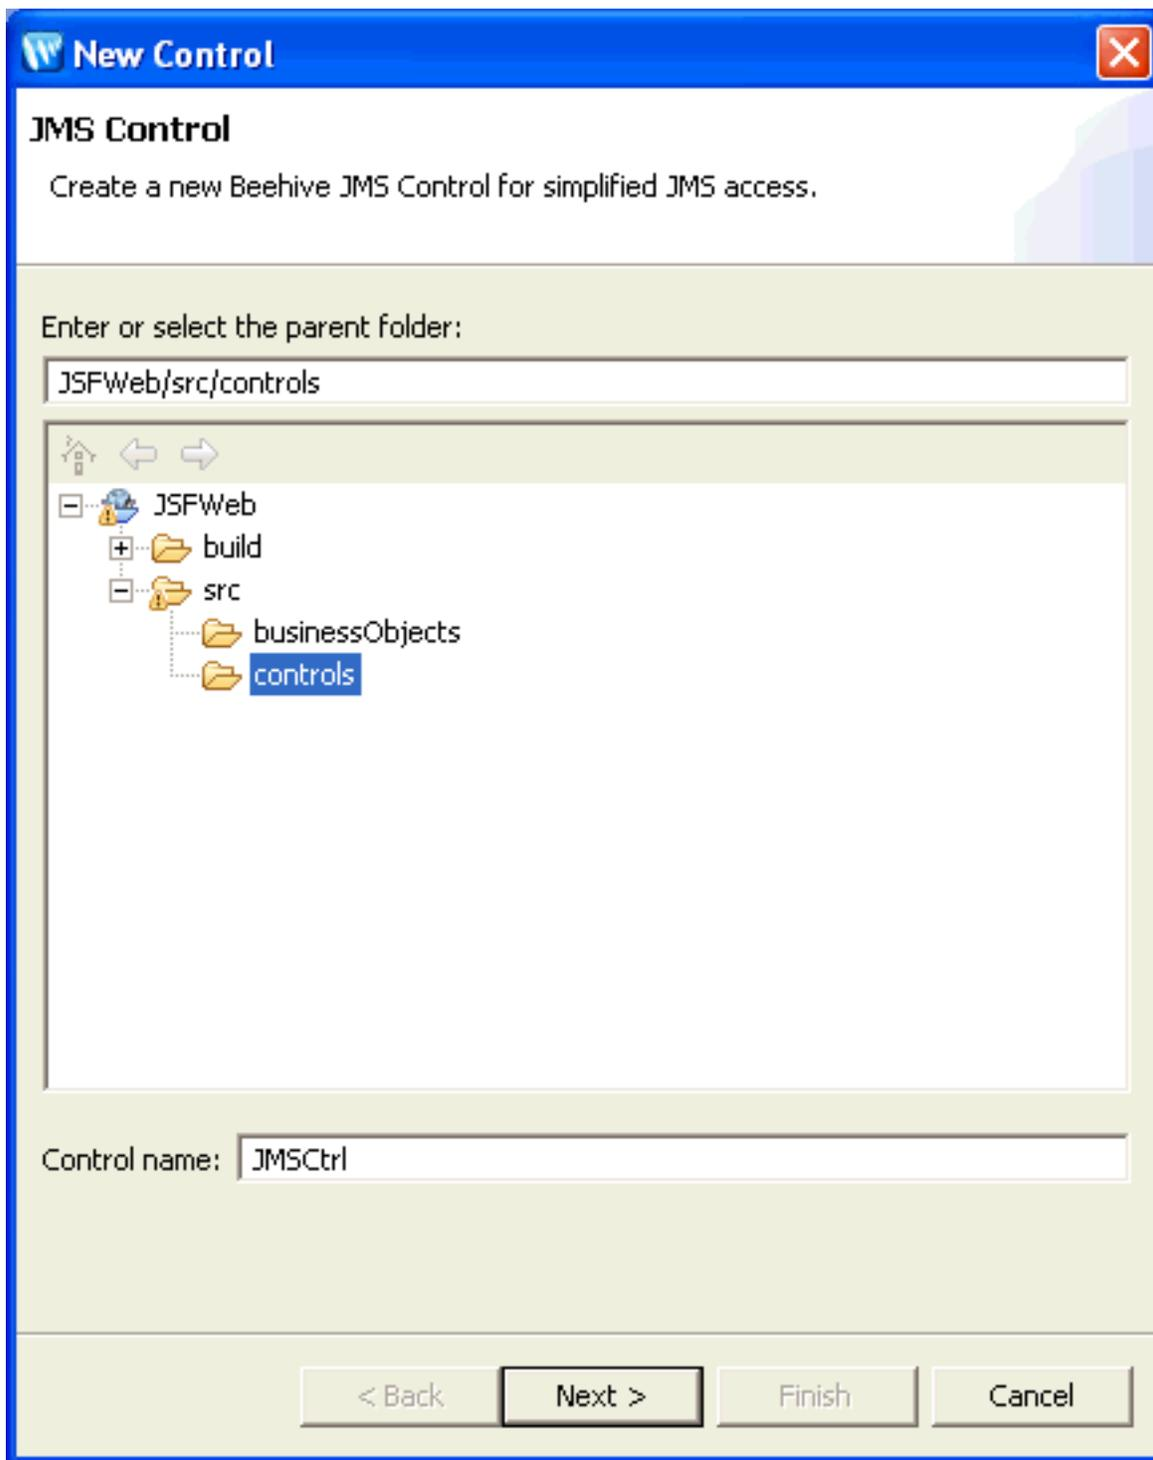 New Control
JMS Control
Create a new Beehive JMS Control for simplified JMS access.
Enter or select the parent folder:
JSFWeb/src/controls
JSFWeb
build
src
businessObjects
controls
Control name: JMSCtrl
< Back Next > Finish Cancel